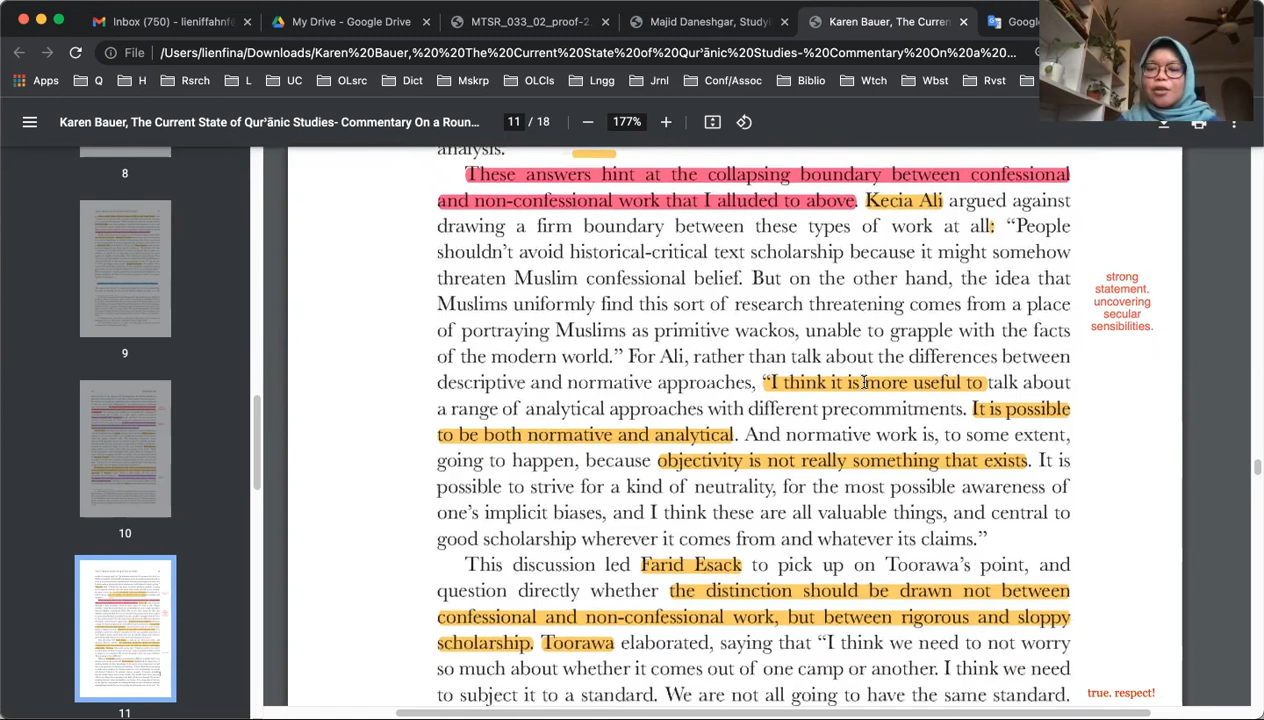 Inbox (750) – lieniffahnf
My Drive - Google Drive
MTSR_033_02_proof-2
Majid Daneshgar, Study
Karen Bauer, The Curren
Goog
File
/Users/lienfina/Downloads/Karen%20Bauer,%20%20The%20Current%20State%20of%20Qurʾānic%20Studies-%20Commentary%20On%20a%20...
Apps Q H Rsrch L UC OLsrc Dict Isksrp OLCls Lngg Jrnl Conf/Assoc Biblio Wtch Wbst Rvst
Karen Bauer, The Current State of Qurʾānic Studies- Commentary On a Roun...
11 / 18
177%
8
9
10
11
analysis.
These answers hint at the collapsing boundary between confessional
and non-confessional work that I alluded to above. Kecia Ali argued against
drawing a firm boundary between these types of work at all: “People
shouldn’t avoid historical-critical text scholarship because it might somehow
threaten Muslim confessional belief. But on the other hand, the idea that
Muslims uniformly find this sort of research threatening comes from a place
of portraying Muslims as primitive wackos, unable to grapple with the facts
of the modern world.” For Ali, rather than talk about the differences between
descriptive and normative approaches, “I think it is more useful to talk about
a range of analytical approaches with different precommitments. It is possible
to be both normative and analytical. And normative work is, to some extent,
going to happen, because objectivity is not really something that exists. It is
possible to strive for a kind of neutrality, for the most possible awareness of
one’s implicit biases, and I think these are all valuable things, and central to
good scholarship wherever it comes from and whatever its claims.”
This discussion led Farid Esack to pick up on Toorawa’s point, and
question directly whether the distinction should be drawn not between
confessional and non-confessional work, but between rigorous and sloppy
scholarship. Toorawa elaborated, saying that “I think we need to not worry
so much about whether it comes out of one camp or another. I think we need
to subject it to a standard. We are not all going to have the same standard.
strong
statement.
uncovering
secular
sensibilities.
true. respect!